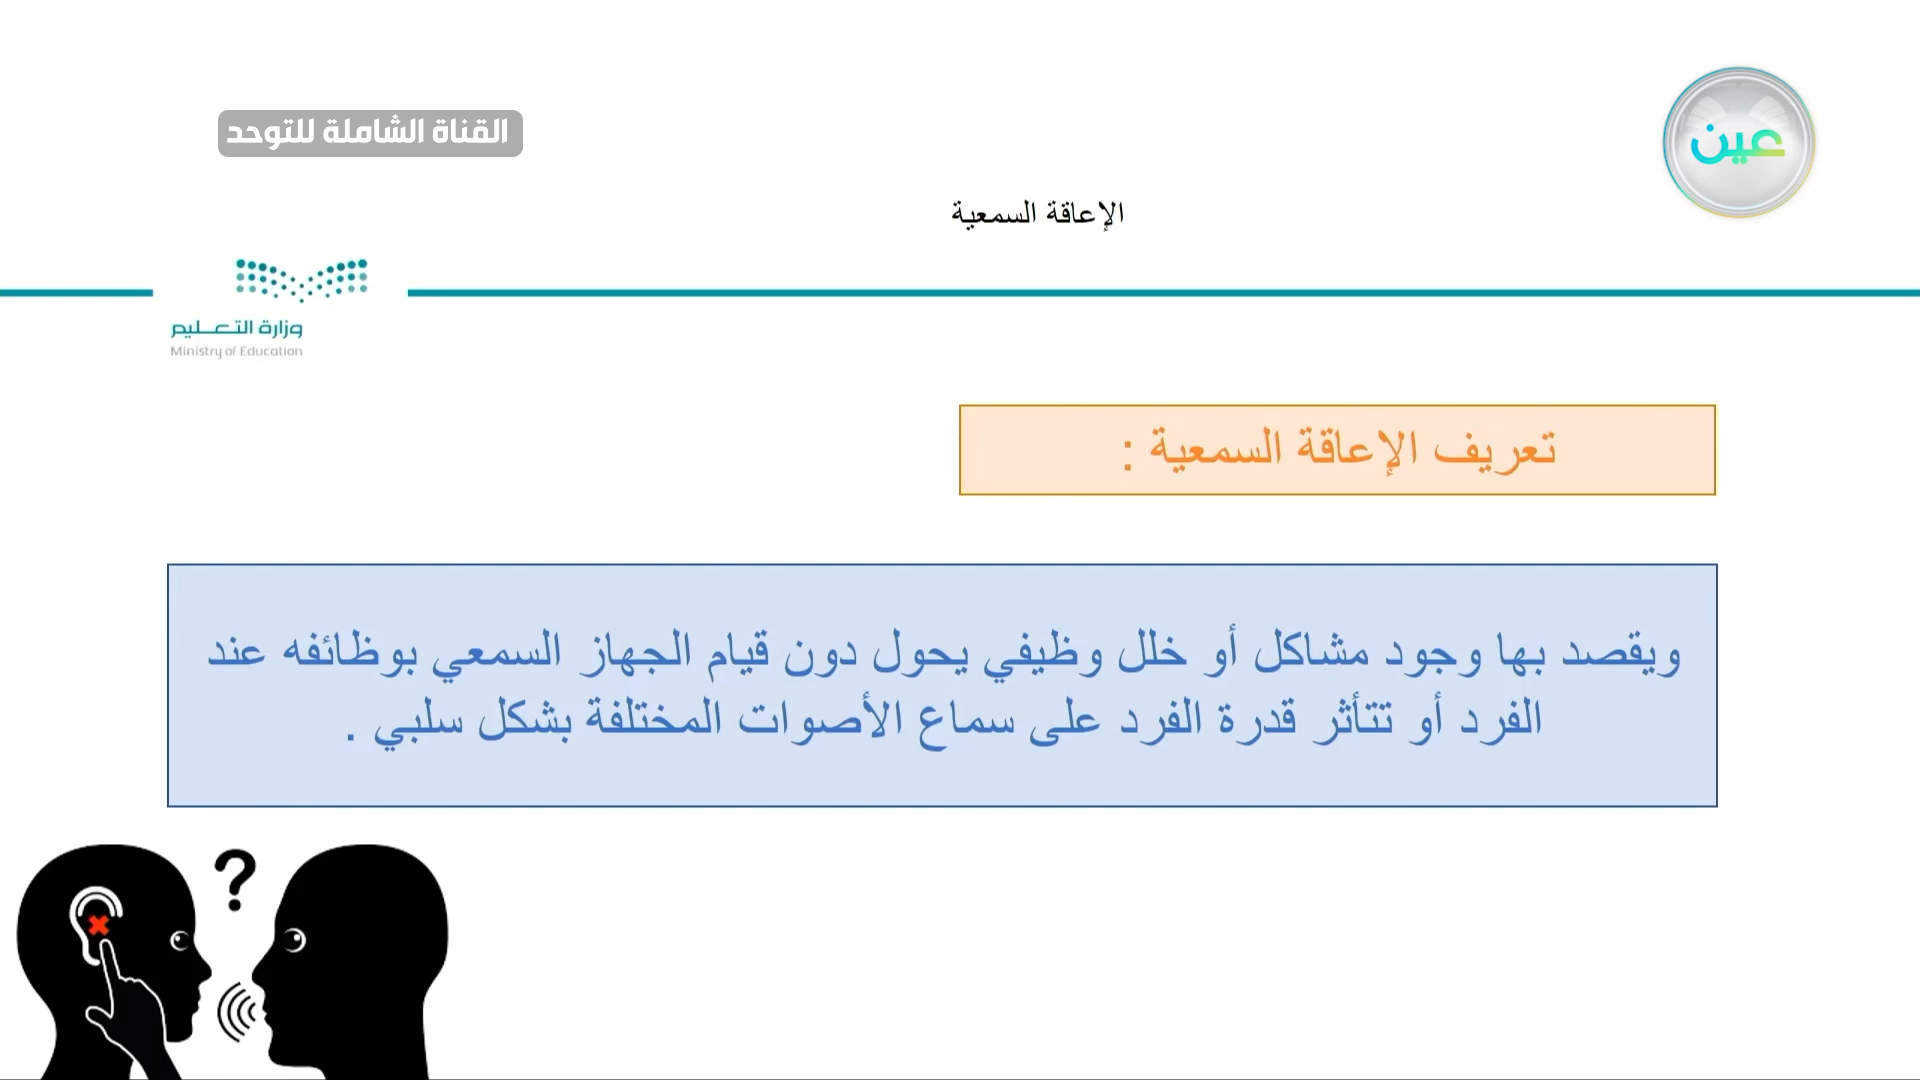 القناة الشاملة للتوحد
عين
الإعاقة السمعية
وزارة التعليم
Ministry of Education
تعريف الإعاقة السمعية :
ويقصد بها وجود مشاكل أو خلل وظيفي يحول دون قيام الجهاز السمعي بوظائفه عند
الفرد أو تتأثر قدرة الفرد على سماع الأصوات المختلفة بشكل سلبي .
?